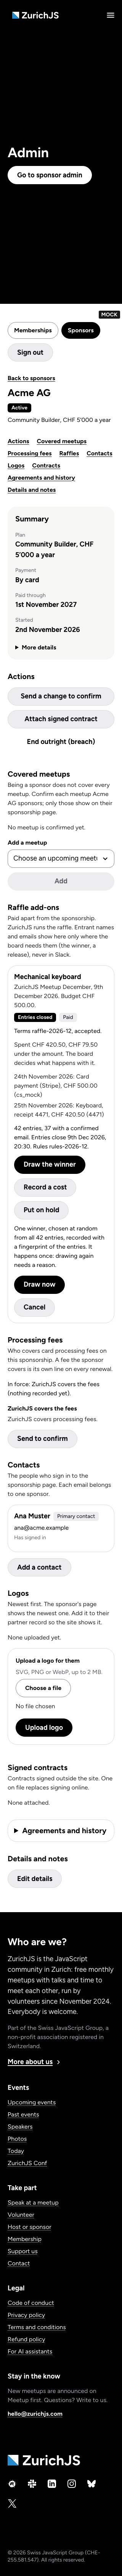 ZurichJS
Admin
Go to sponsor admin
MOCK
Memberships
Sponsors
Sign out
Back to sponsors
Acme AG
Active
Community Builder, CHF 5'000 a year
Actions
Covered meetups
Processing fees
Raffles
Contacts
Logos
Contracts
Agreements and history
Details and notes
Summary
Plan
Community Builder, CHF
5'000 a year
Payment
By card
Paid through
1st November 2027
Started
2nd November 2026
More details
Actions
Send a change to confirm
Attach signed contract
End outright (breach)
Covered meetups
Being a sponsor does not cover every
meetup. Confirm each meetup Acme
AG sponsors; only those show on their
sponsorship page.
No meetup is confirmed yet.
Add a meetup
Choose an upcoming meetu
Add
Raffle add-ons
Paid apart from the sponsorship.
ZurichJS runs the raffle. Entrant names
and emails show here only where the
board needs them (the winner, a
release), never in Slack.
Mechanical keyboard
ZurichJS Meetup December, 9th
December 2026. Budget CHF
500.00.
Entries closed
Paid
Terms raffle-2026-12, accepted.
Spent CHF 420.50, CHF 79.50
under the amount. The board
decides what happens with it.
24th November 2026: Card
payment (Stripe), CHF 500.00
(cs_mock)
25th November 2026: Keyboard,
receipt 4471, CHF 420.50 (4471)
42 entries, 37 with a confirmed
email. Entries close 9th Dec 2026,
20:30. Rules rules-2026-12.
Draw the winner
Record a cost
Put on hold
One winner, chosen at random
from all 42 entries, recorded with
a fingerprint of the entries. It
happens once: drawing again
needs a reason.
Draw now
Cancel
Processing fees
Who covers card processing fees on
this sponsorship. A fee the sponsor
covers is its own line on every renewal.
In force: ZurichJS covers the fees
(nothing recorded yet).
ZurichJS covers the fees
ZurichJS covers processing fees.
Send to confirm
Contacts
The people who sign in to the
sponsorship page. Each email belongs
to one sponsor.
Ana Muster
Primary contact
ana@acme.example
Has signed in
Add a contact
Logos
Newest first. The sponsor's page
shows the newest one. Add it to their
partner record so the site shows it.
None uploaded yet.
Upload a logo for them
SVG, PNG or WebP, up to 2 MB.
Choose a file
No file chosen
Upload logo
Signed contracts
Contracts signed outside the site. One
on file replaces signing online.
None attached.
Agreements and history
Details and notes
Edit details
Who are we?
ZurichJS is the JavaScript
community in Zurich: free monthly
meetups with talks and time to
meet each other, run by
volunteers since November 2024.
Everybody is welcome.
Part of the Swiss JavaScript Group, a
non-profit association registered in
Switzerland.
More about us
Events
Upcoming events
Past events
Speakers
Photos
Today
ZurichJS Conf
Take part
Speak at a meetup
Volunteer
Host or sponsor
Membership
Support us
Contact
Legal
Code of conduct
Privacy policy
Terms and conditions
Refund policy
For AI assistants
Stay in the know
New meetups are announced on
Meetup first. Questions? Write to us.
hello@zurichjs.com
ZurichJS
© 2026 Swiss JavaScript Group (CHE-
255.581.547). All rights reserved.